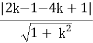 |2k−1−4k + 1|
√1 + k²